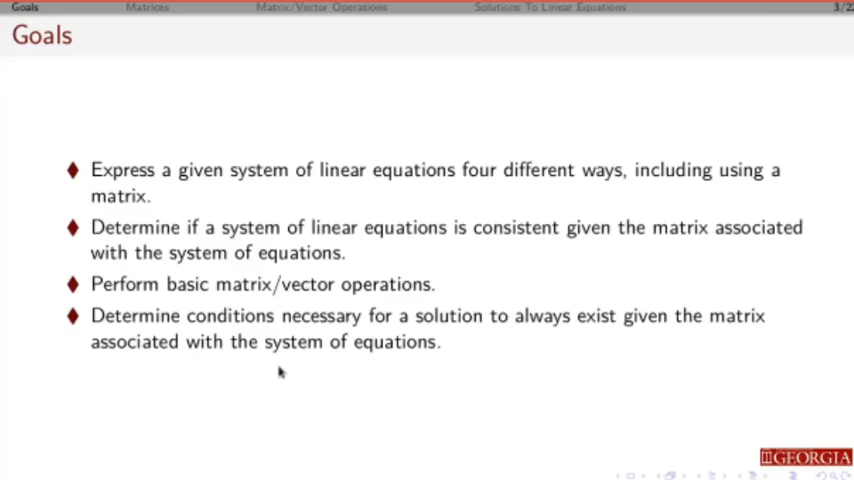 Goals Matrices Matrix/Vector Operations Solutions To Linear Equations 3/22
Goals
Express a given system of linear equations four different ways, including using a
matrix.
Determine if a system of linear equations is consistent given the matrix associated
with the system of equations.
Perform basic matrix/vector operations.
Determine conditions necessary for a solution to always exist given the matrix
associated with the system of equations.
GEORGIA